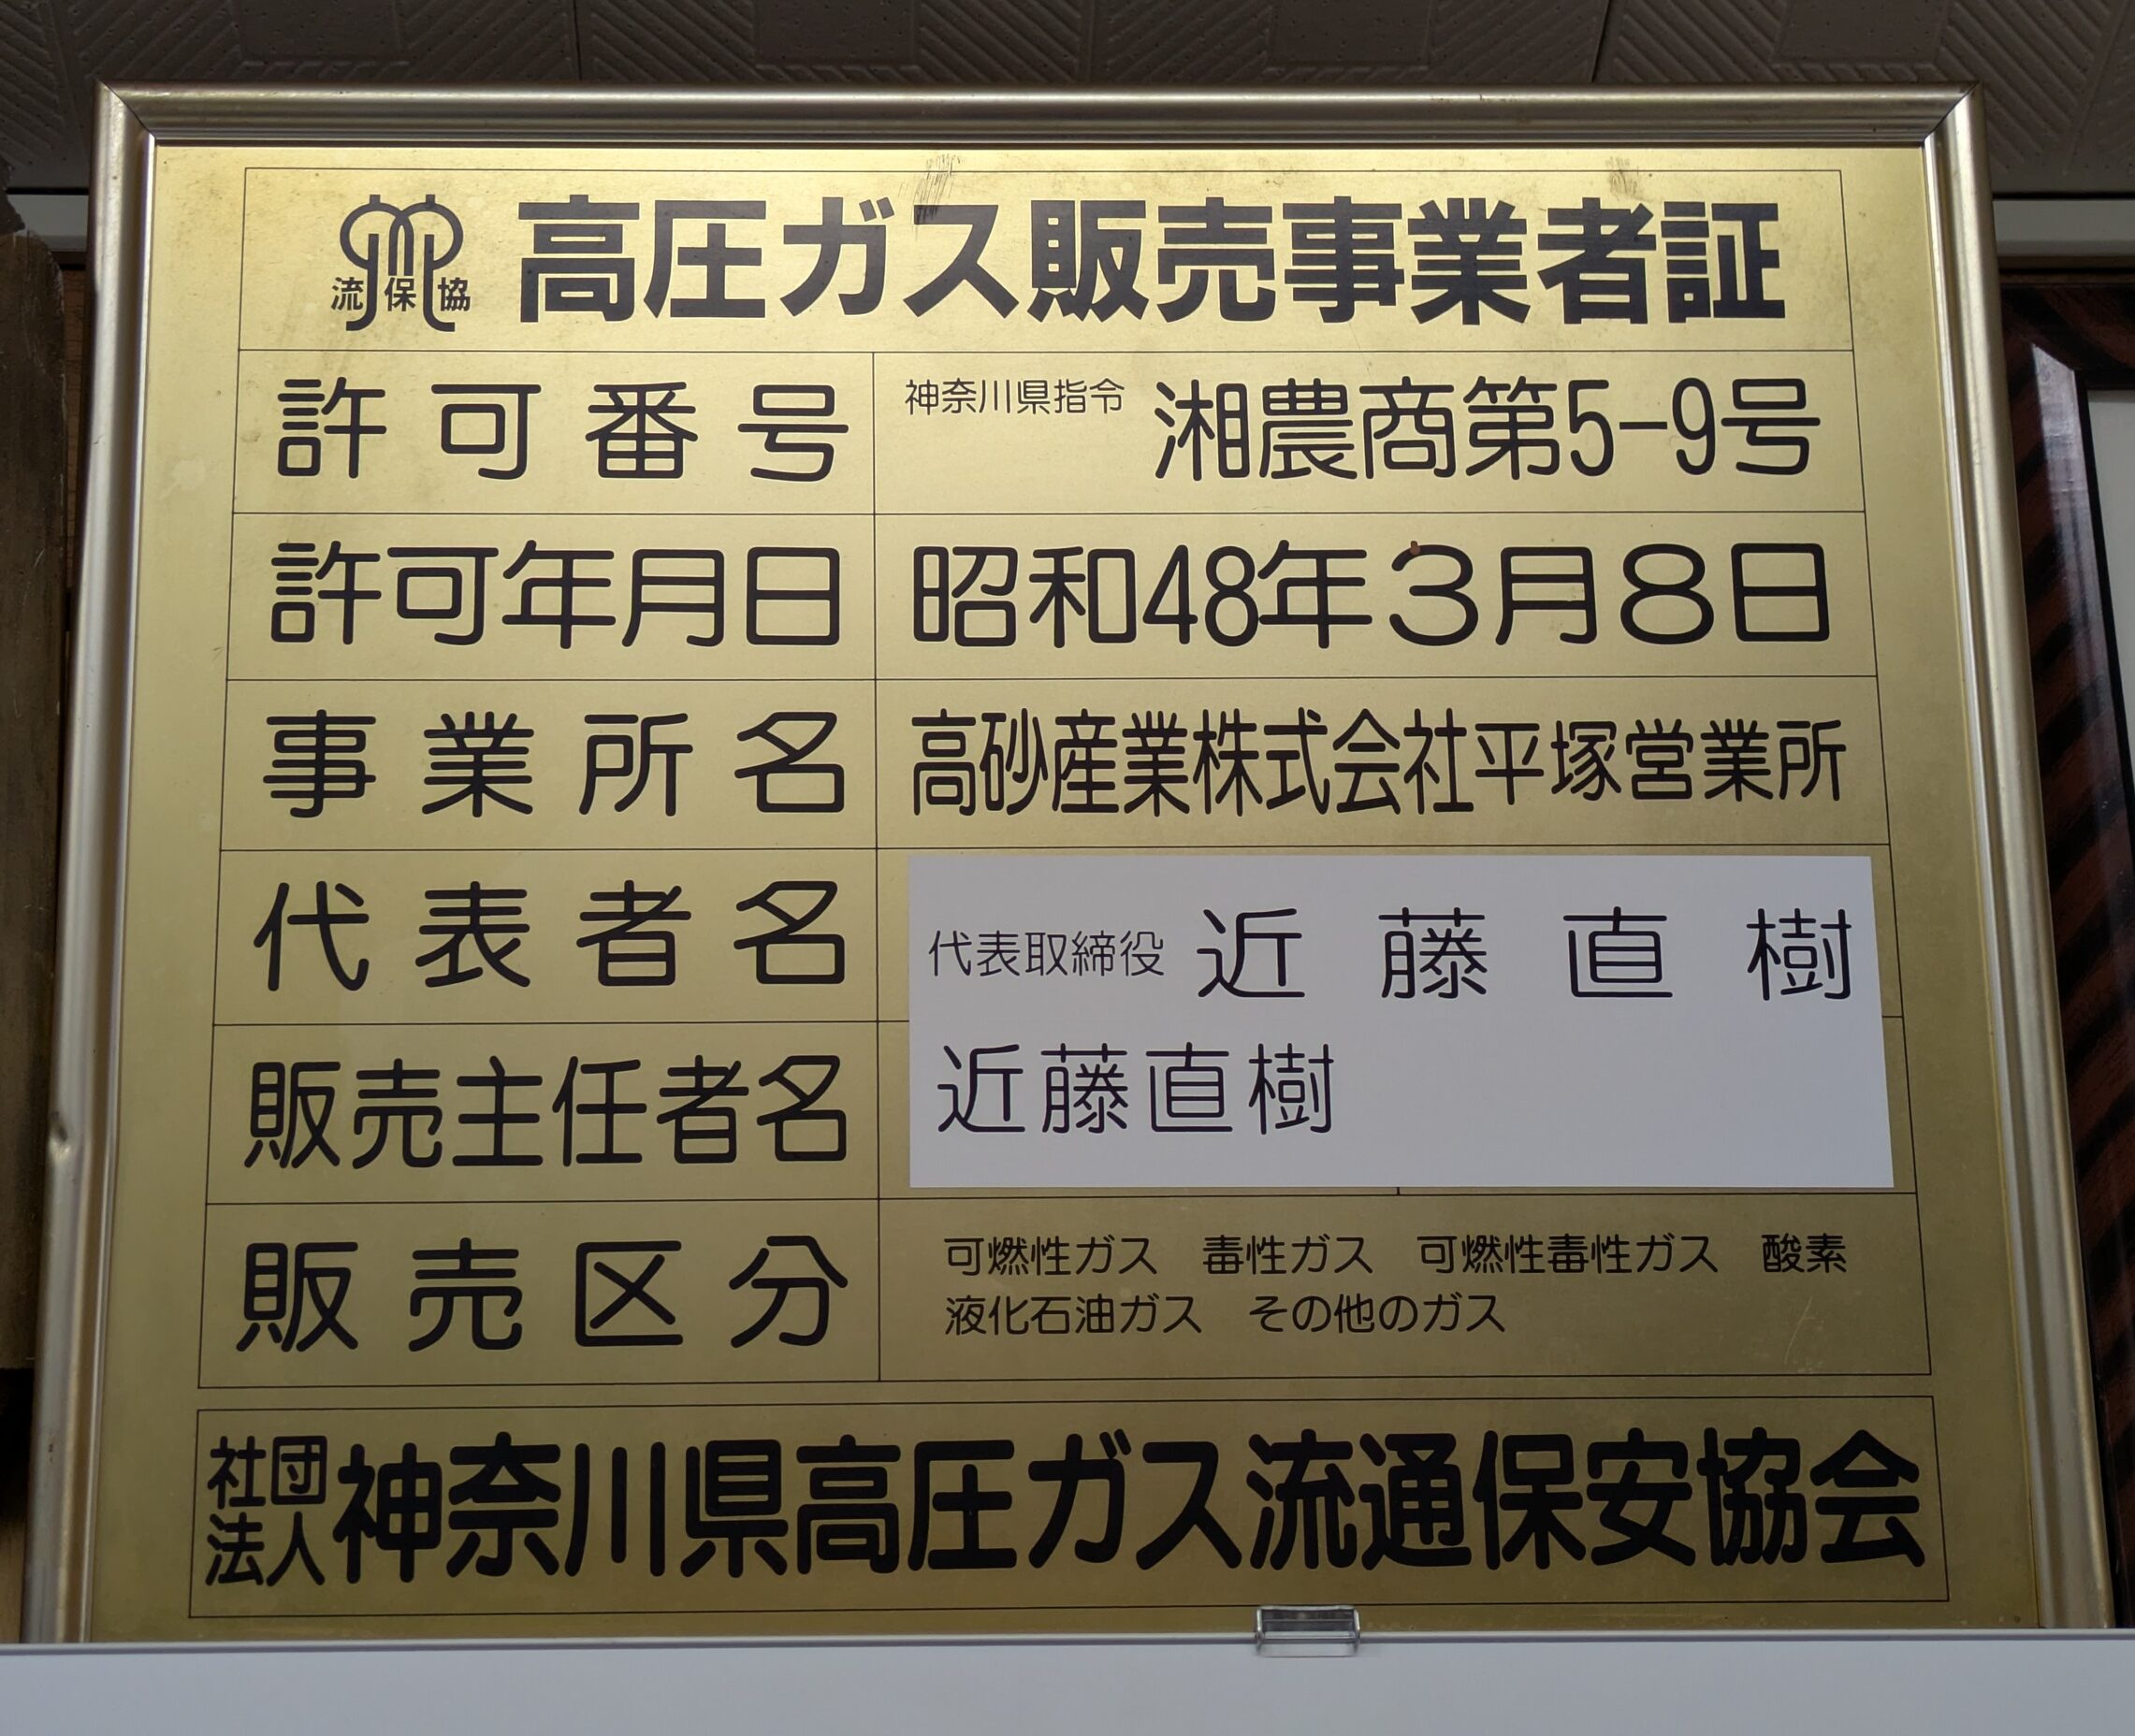 流保協
高圧ガス販売事業者証
許可番号 神奈川県指令 湘農商第5-9号
許可年月日 昭和48年3月8日
事業所名 高砂産業株式会社平塚営業所
代表者名 代表取締役 近藤直樹
販売主任者名 近藤直樹
販売区分 可燃性ガス 毒性ガス 可燃性毒性ガス 酸素
液化石油ガス その他のガス
社団法人 神奈川県高圧ガス流通保安協会